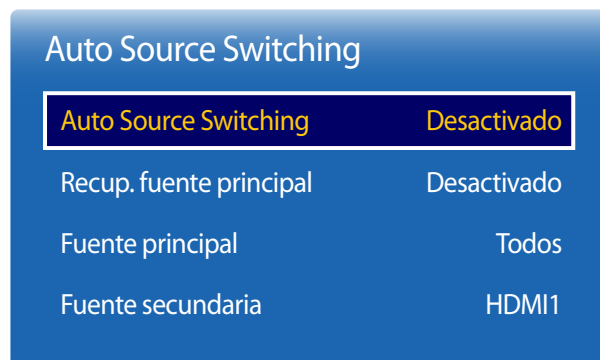 Auto Source Switching
Auto Source Switching Desactivado
Recup. fuente principal Desactivado
Fuente principal Todos
Fuente secundaria HDMI1